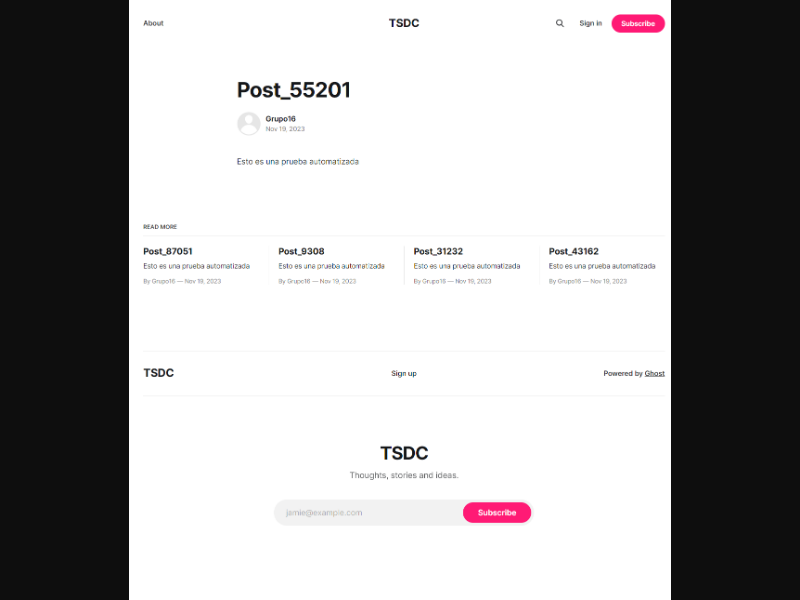 About TSDC Sign in Subscribe
Post_55201
Grupo16
Nov 19, 2023
Esto es una prueba automatizada
READ MORE
Post_87051 Post_9308 Post_31232 Post_43162
Esto es una prueba automatizada Esto es una prueba automatizada Esto es una prueba automatizada Esto es una prueba automatizada
By Grupo16 — Nov 19, 2023 By Grupo16 — Nov 19, 2023 By Grupo16 — Nov 19, 2023 By Grupo16 — Nov 19, 2023
TSDC Sign up Powered by Ghost
TSDC
Thoughts, stories and ideas.
jamie@example.com Subscribe